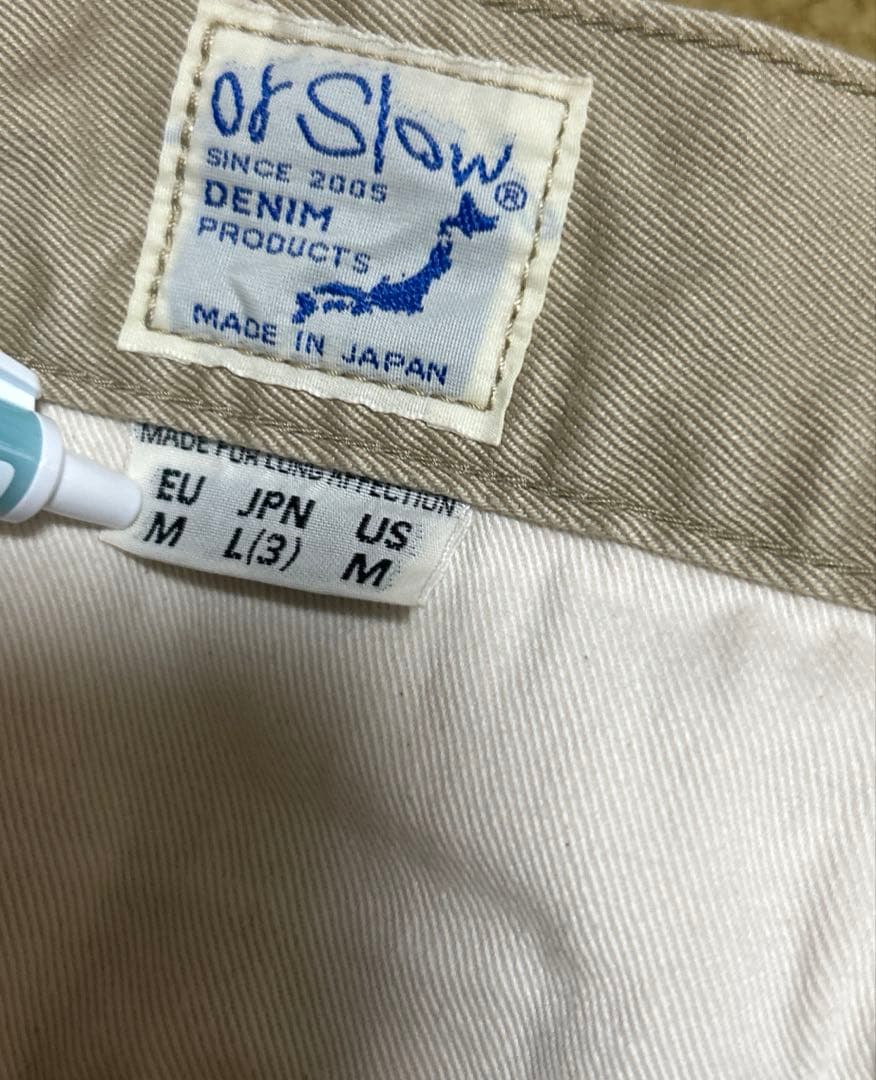 or Slow®
SINCE 2005
DENIM
PRODUCTS
MADE IN JAPAN
MADE FOR LONG AFFECTION
EU JPN US
M L(3) M